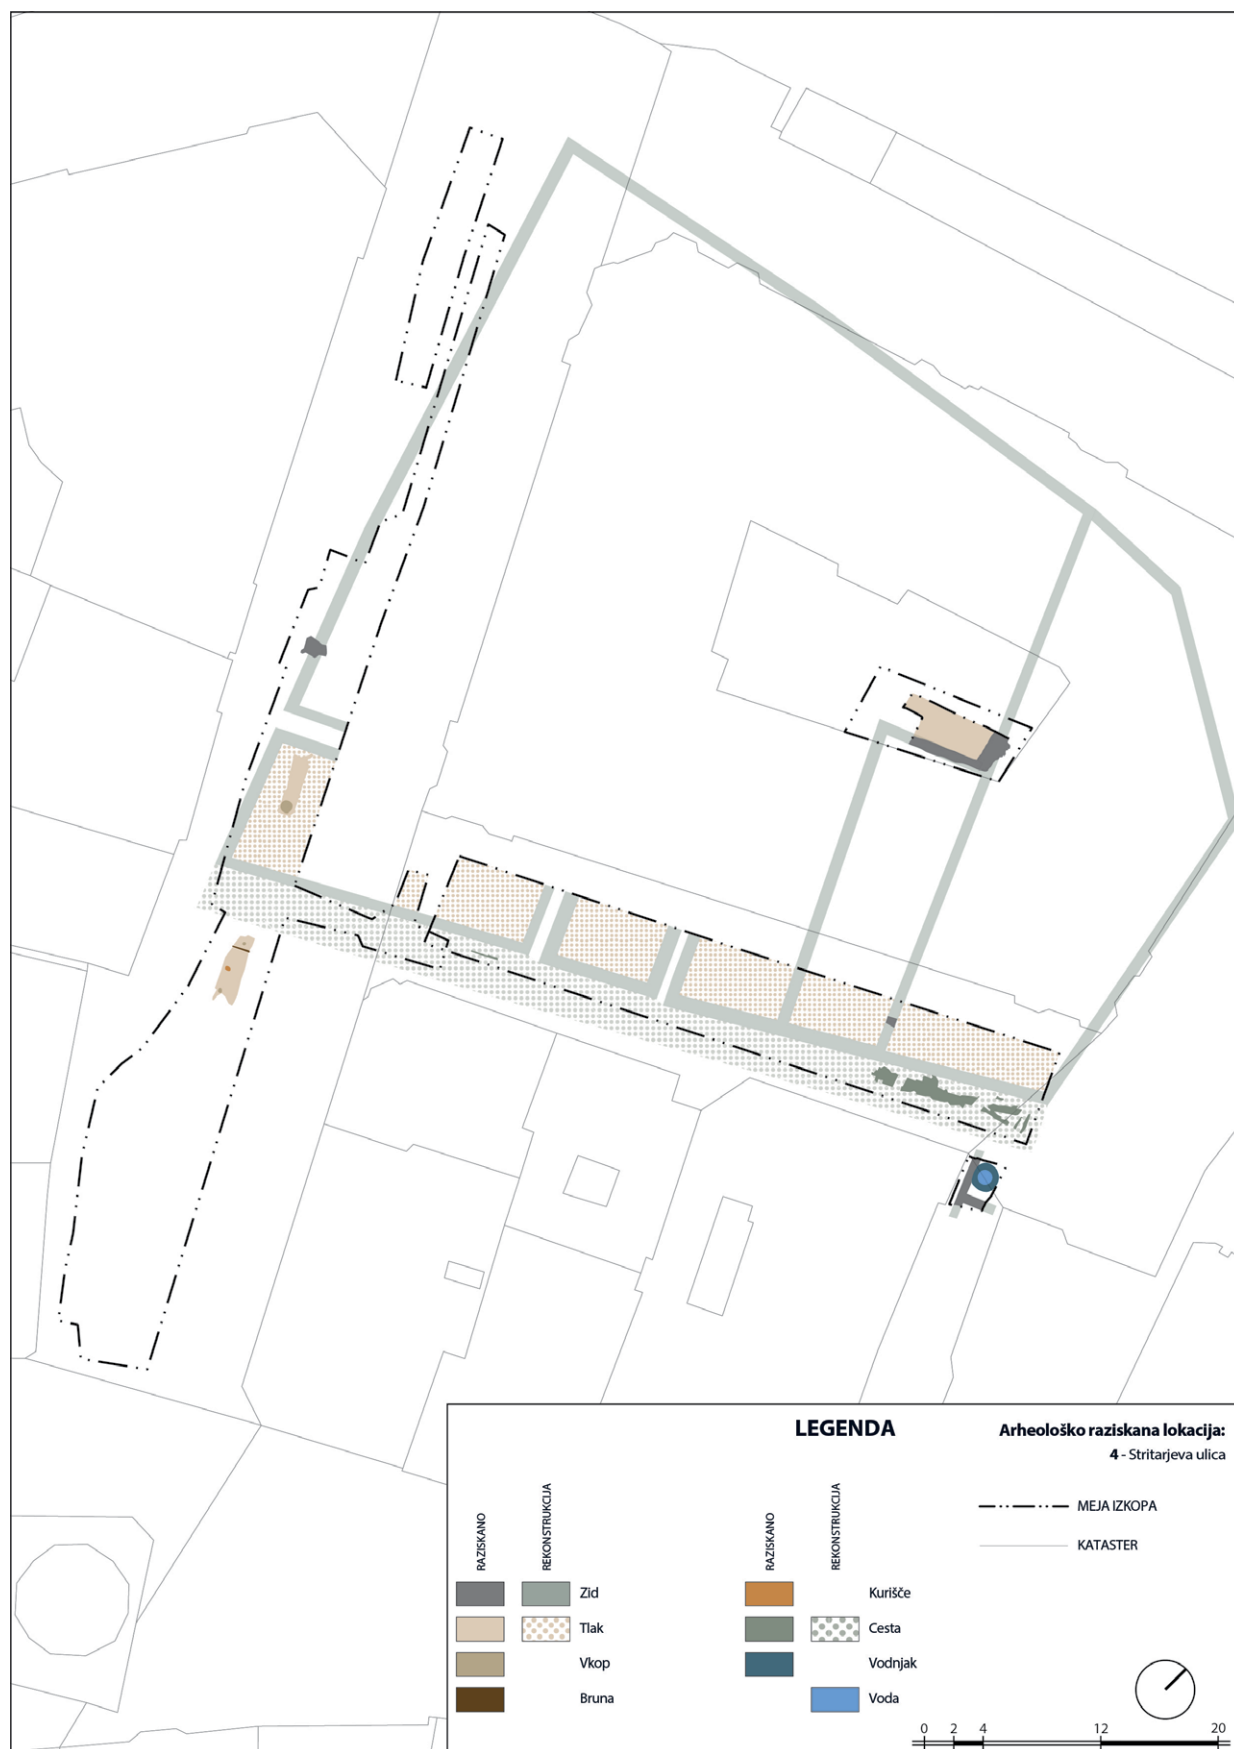 LEGENDA
Arheološko raziskana lokacija:
4 - Stritarjeva ulica
MEJA IZKOPA
KATASTER
RAZISKANO
REKONSTRUKCIJA
Zid
Tlak
Vkop
Bruna
RAZISKANO
REKONSTRUKCIJA
Kurišče
Cesta
Vodnjak
Voda
0 2 4 12 20